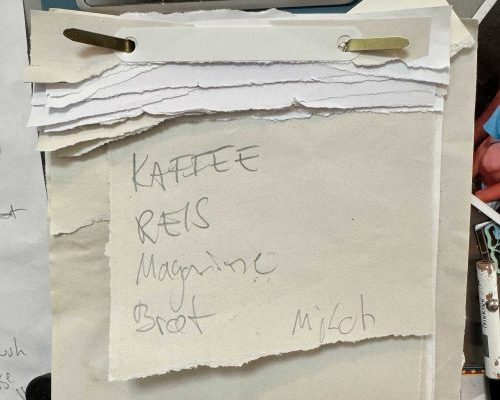 KAFFEE
REIS
Magarine
Brot Milch